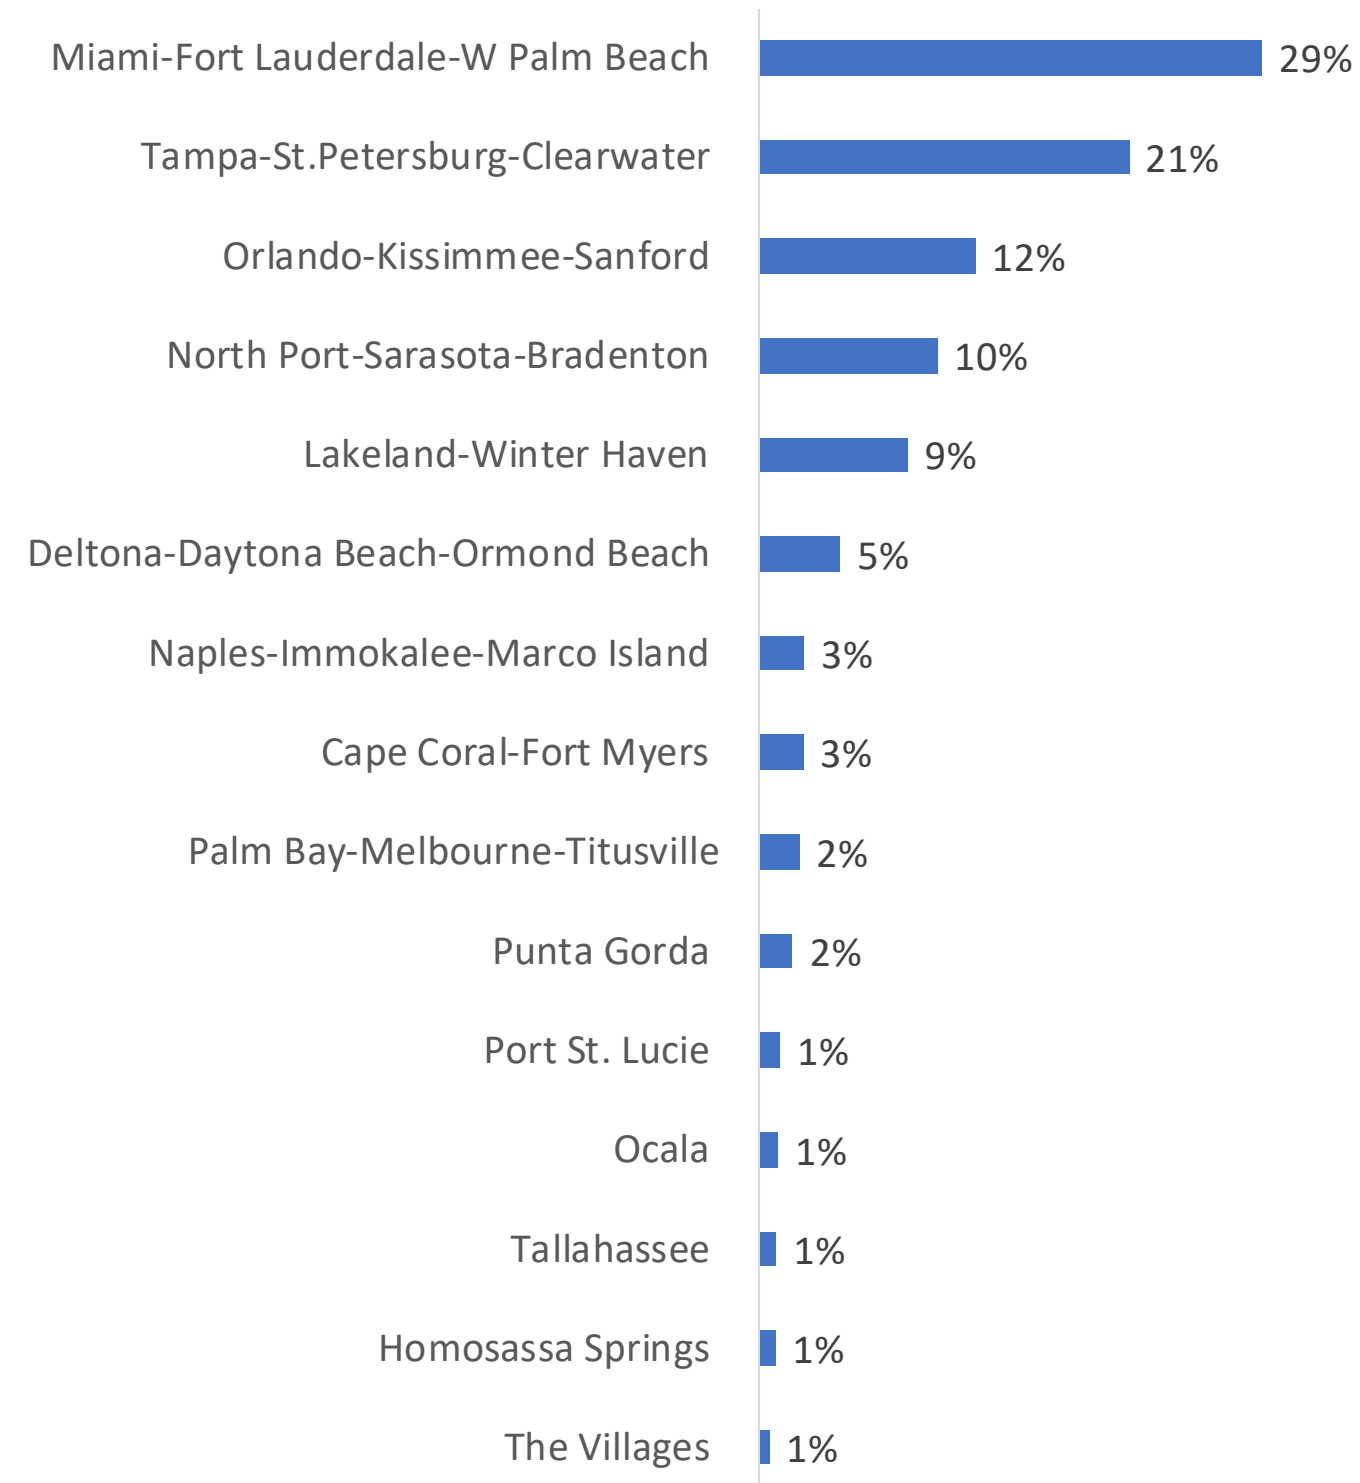 Miami-Fort Lauderdale-W Palm Beach 29%
Tampa-St.Petersburg-Clearwater 21%
Orlando-Kissimmee-Sanford 12%
North Port-Sarasota-Bradenton 10%
Lakeland-Winter Haven 9%
Deltona-Daytona Beach-Ormond Beach 5%
Naples-Immokalee-Marco Island 3%
Cape Coral-Fort Myers 3%
Palm Bay-Melbourne-Titusville 2%
Punta Gorda 2%
Port St. Lucie 1%
Ocala 1%
Tallahassee 1%
Homosassa Springs 1%
The Villages 1%